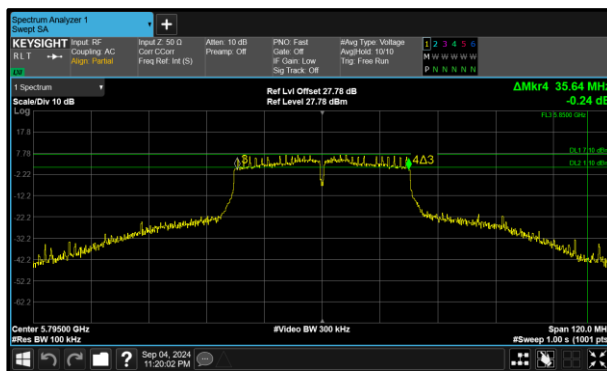 Spectrum Analyzer 1
Swept SA
KEYSIGHT Input: RF Input Z: 50 Ω Atten: 10 dB PNO: Fast #Avg Type: Voltage 1 2 3 4 5 6
R L T Coupling: AC Corr CCorr Preamp: Off Gate: Off Avg|Hold: 10/10 M W W W W W
Align: Partial Freq Ref: Int (S) IF Gain: Low Trig: Free Run P N N N N N
Sig Track: Off
LXI
1 Spectrum
Ref Lvl Offset 27.78 dB
ΔMkr4 35.64 MHz
Scale/Div 10 dB
Ref Level 27.78 dBm
-0.24 dB
Log
FL3 5.8500 GHz
17.8
7.78
DL1 7.10 dBm
3
4Δ3
DL2 1.10 dBm
-2.22
-12.2
-22.2
-32.2
-42.2
-52.2
-62.2
Center 5.79500 GHz
#Video BW 300 kHz
Span 120.0 MHz
#Res BW 100 kHz
#Sweep 1.00 s (1001 pts)
?
Sep 04, 2024
11:20:02 PM